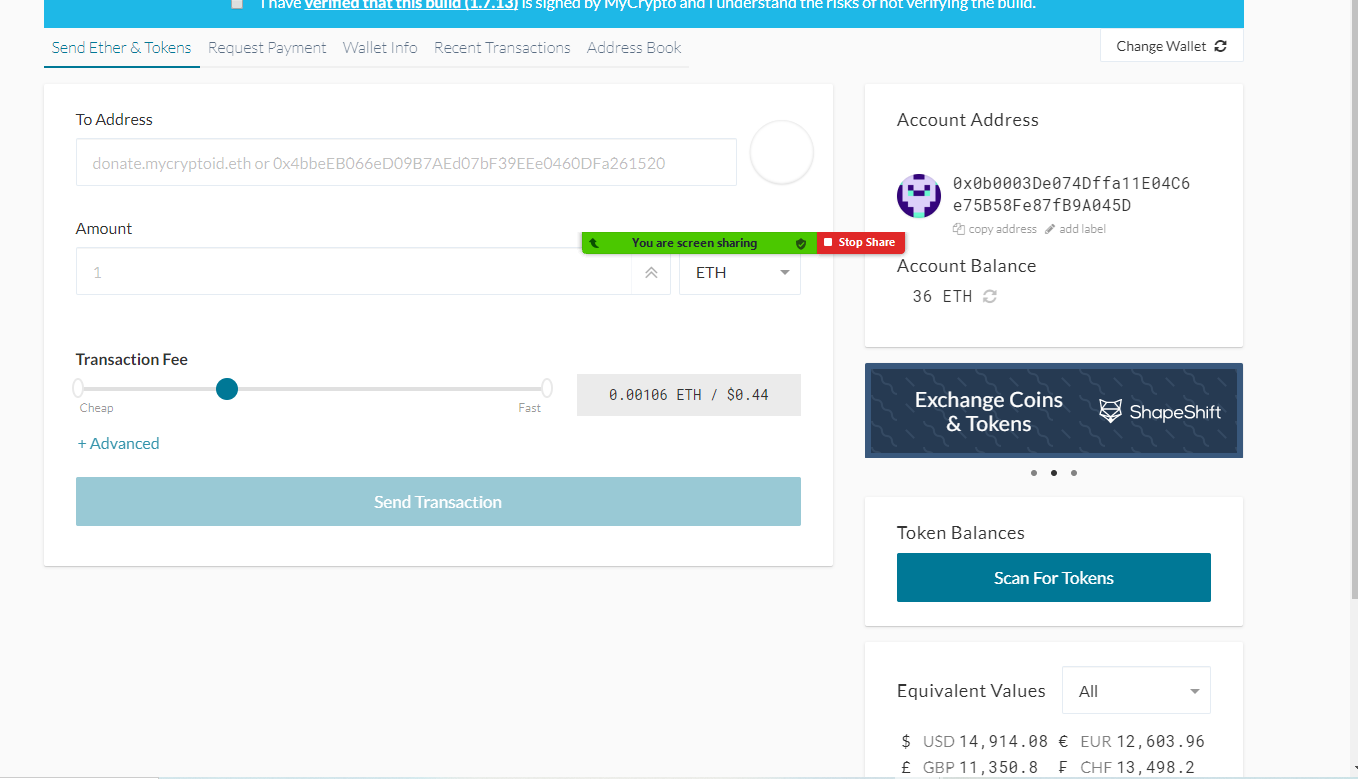 I have verified that this build (1.7.13) is signed by MyCrypto and I understand the risks of not verifying the build.
Send Ether & Tokens Request Payment Wallet Info Recent Transactions Address Book
Change Wallet
To Address
donate.mycryptoid.eth or 0x4bbeEB066eD09B7AEd07bF39EEe0460DFa261520
Amount
1
ETH
You are screen sharing
Stop Share
Transaction Fee
Cheap
Fast
0.00106 ETH / $0.44
+ Advanced
Send Transaction
Account Address
0x0b0003De074Dffa11E04C6
e75B58Fe87fB9A045D
copy address add label
Account Balance
36 ETH
Exchange Coins
& Tokens
ShapeShift
Token Balances
Scan For Tokens
Equivalent Values All
$ USD 14,914.08 € EUR 12,603.96
£ GBP 11,350.8 ₣ CHF 13,498.2